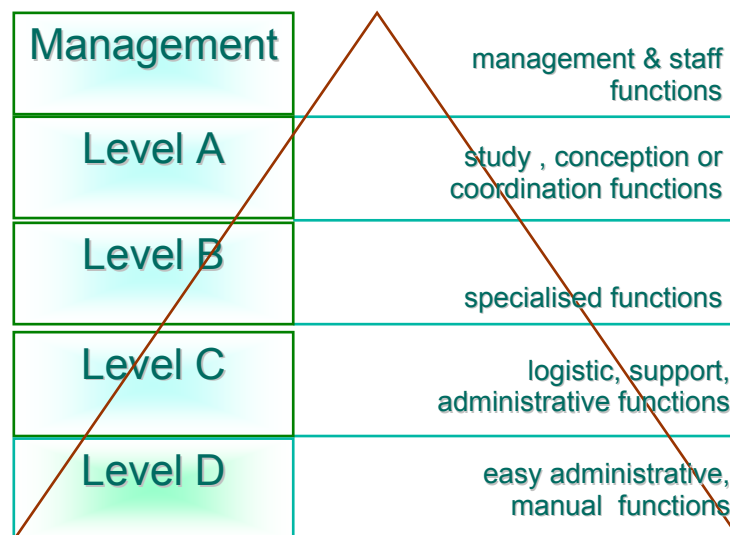 Management
management & staff
functions
Level A
study , conception or
coordination functions
Level B
specialised functions
Level C
logistic, support,
administrative functions
Level D
easy administrative,
manual functions